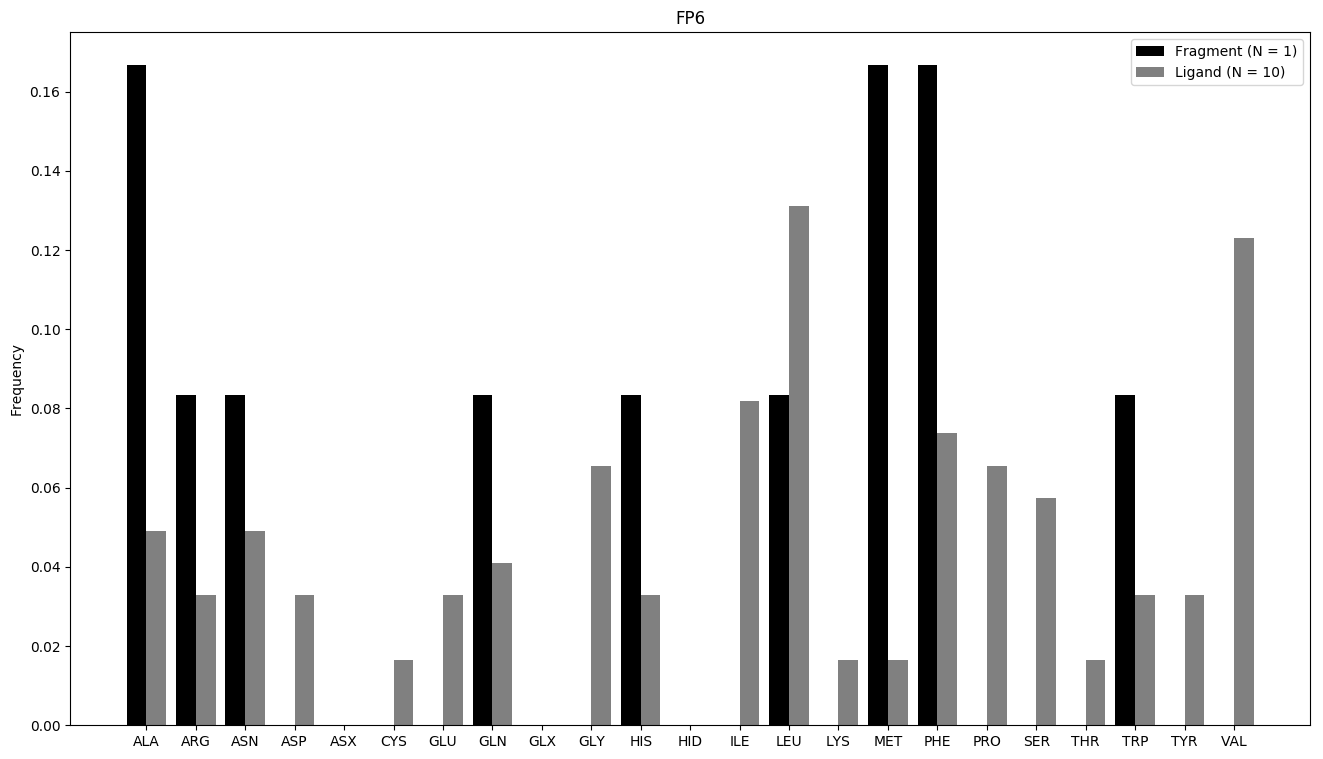 FP6
Fragment (N = 1)
Ligand (N = 10)
Frequency
0.16
0.14
0.12
0.10
0.08
0.06
0.04
0.02
0.00
ALA ARG ASN ASP ASX CYS GLU GLN GLX GLY HIS HID ILE LEU LYS MET PHE PRO SER THR TRP TYR VAL